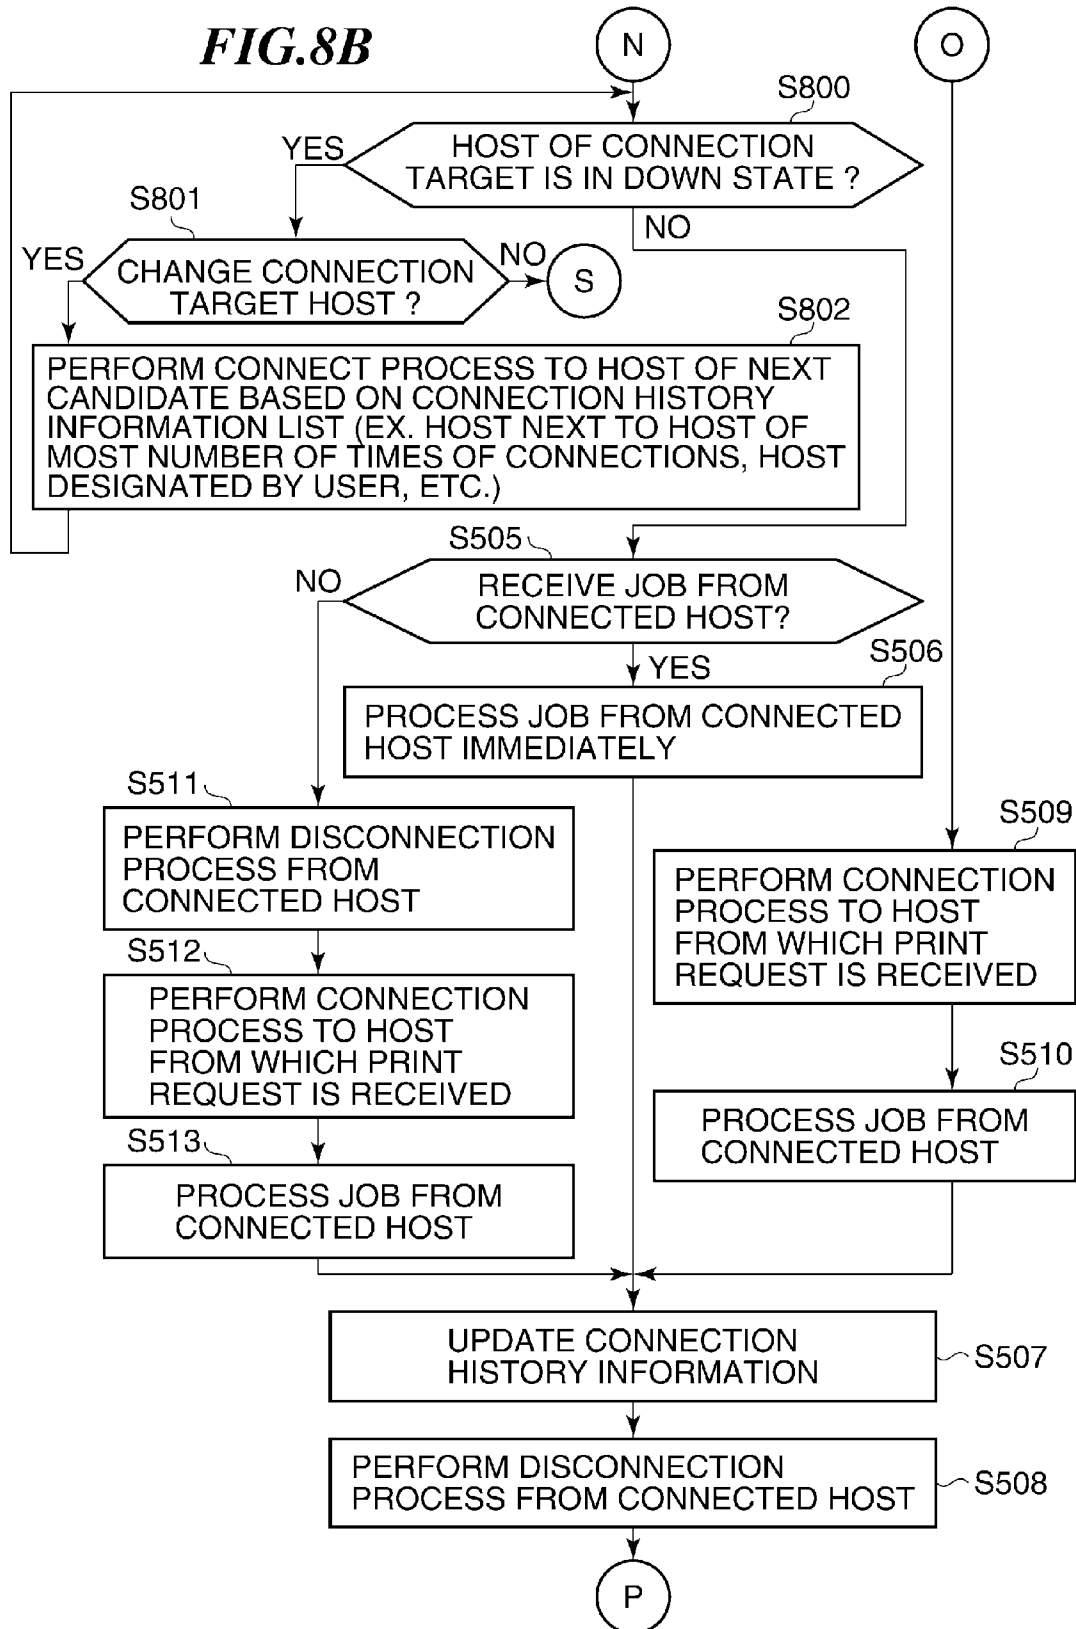 FIG.8B
N
O
S800
HOST OF CONNECTION
TARGET IS IN DOWN STATE ?
YES
NO
S801
CHANGE CONNECTION
TARGET HOST ?
YES
NO
S
S802
PERFORM CONNECT PROCESS TO HOST OF NEXT
CANDIDATE BASED ON CONNECTION HISTORY
INFORMATION LIST (EX. HOST NEXT TO HOST OF
MOST NUMBER OF TIMES OF CONNECTIONS, HOST
DESIGNATED BY USER, ETC.)
S505
RECEIVE JOB FROM
CONNECTED HOST?
NO
YES
S506
PROCESS JOB FROM CONNECTED
HOST IMMEDIATELY
S511
PERFORM DISCONNECTION
PROCESS FROM
CONNECTED HOST
S509
PERFORM CONNECTION
PROCESS TO HOST
FROM WHICH PRINT
REQUEST IS RECEIVED
S512
PERFORM CONNECTION
PROCESS TO HOST
FROM WHICH PRINT
REQUEST IS RECEIVED
S510
PROCESS JOB FROM
CONNECTED HOST
S513
PROCESS JOB FROM
CONNECTED HOST
UPDATE CONNECTION
HISTORY INFORMATION
S507
PERFORM DISCONNECTION
PROCESS FROM CONNECTED HOST
S508
P